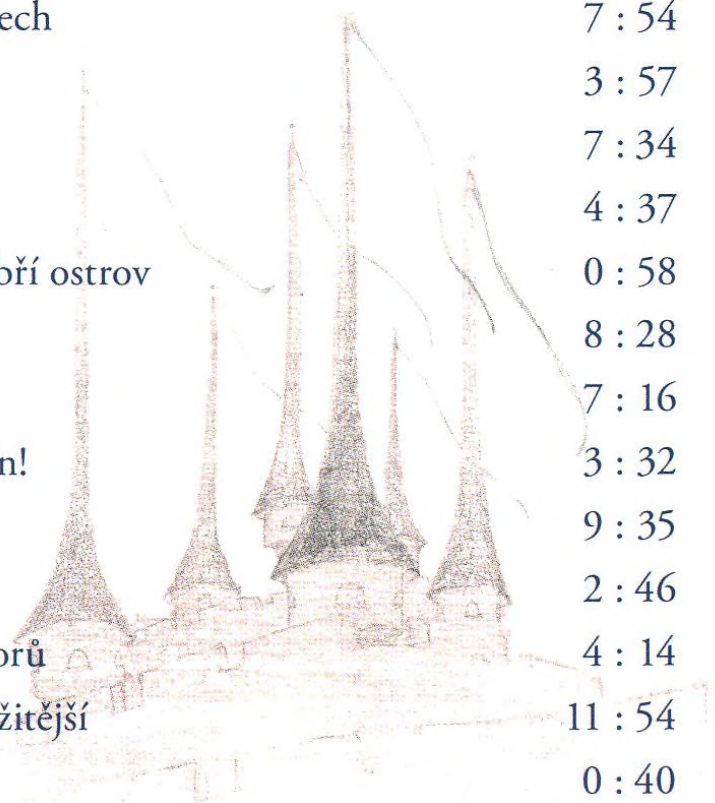 ech 7 : 54
3 : 57
7 : 34
4 : 37
oří ostrov 0 : 58
8 : 28
7 : 16
n! 3 : 32
9 : 35
2 : 46
orů 4 : 14
žitější 11 : 54
0 : 40